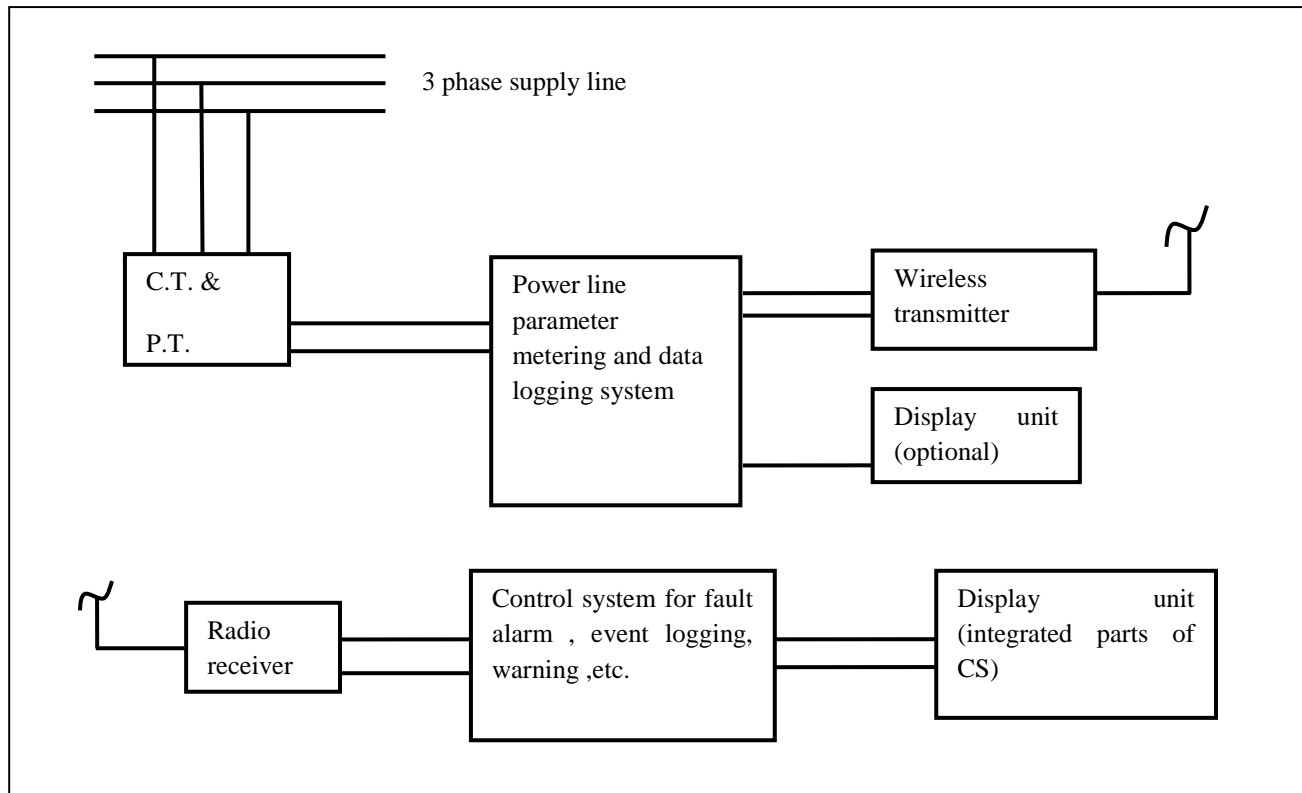 3 phase supply line
C.T. &
P.T.
Power line
parameter
metering and data
logging system
Wireless
transmitter
Display unit
(optional)
Radio
receiver
Control system for fault
alarm , event logging,
warning ,etc.
Display unit
(integrated parts of
CS)